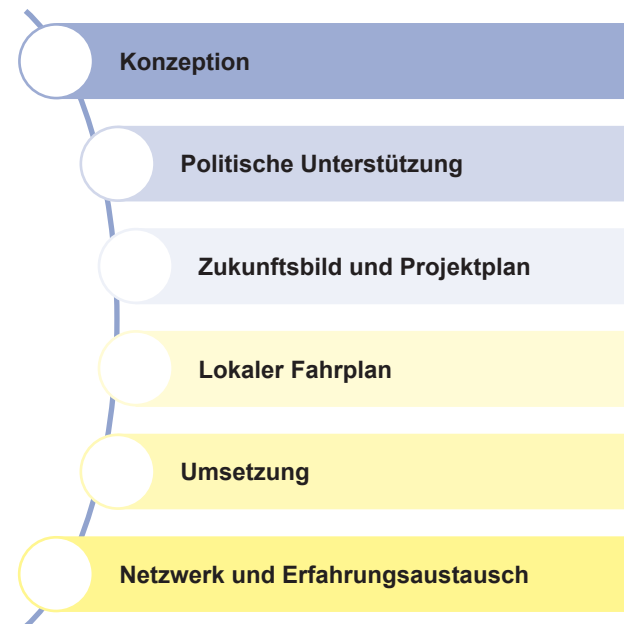 Konzeption
Politische Unterstützung
Zukunftsbild und Projektplan
Lokaler Fahrplan
Umsetzung
Netzwerk und Erfahrungsaustausch